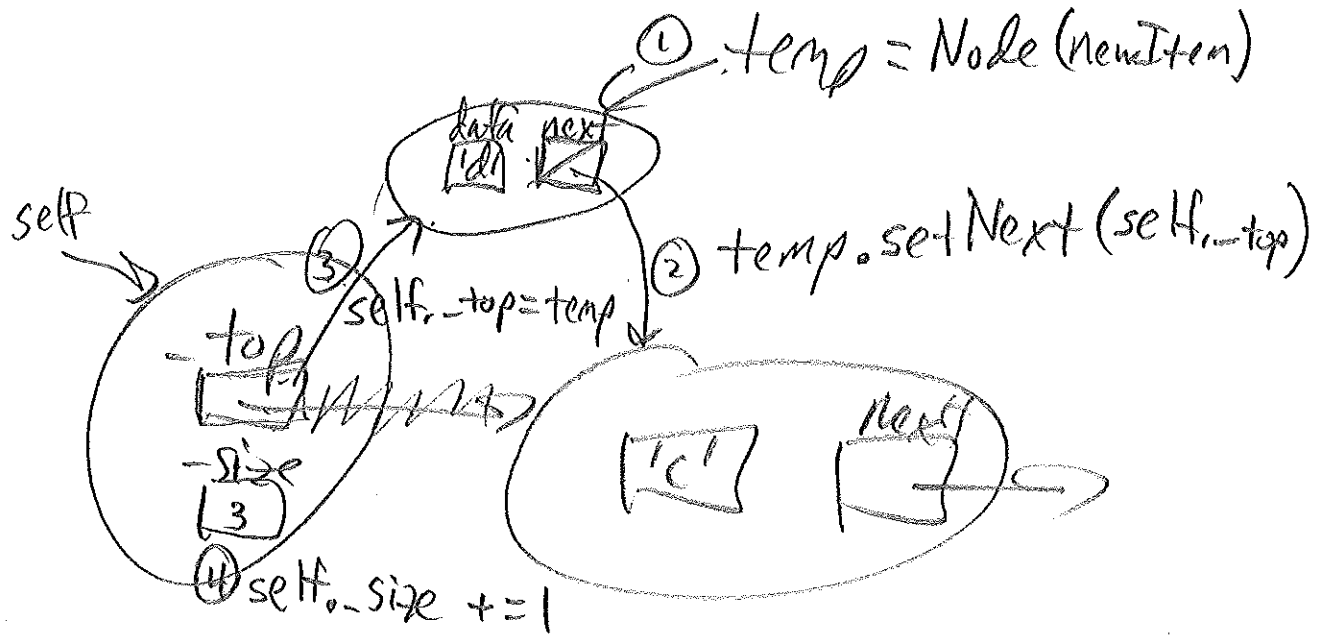 ① temp = Node(newItem)
data next
'd'
self
② temp.setNext(self._top)
③
self._top=temp
_top
next
'c'
_size
3
④ self._size +=1